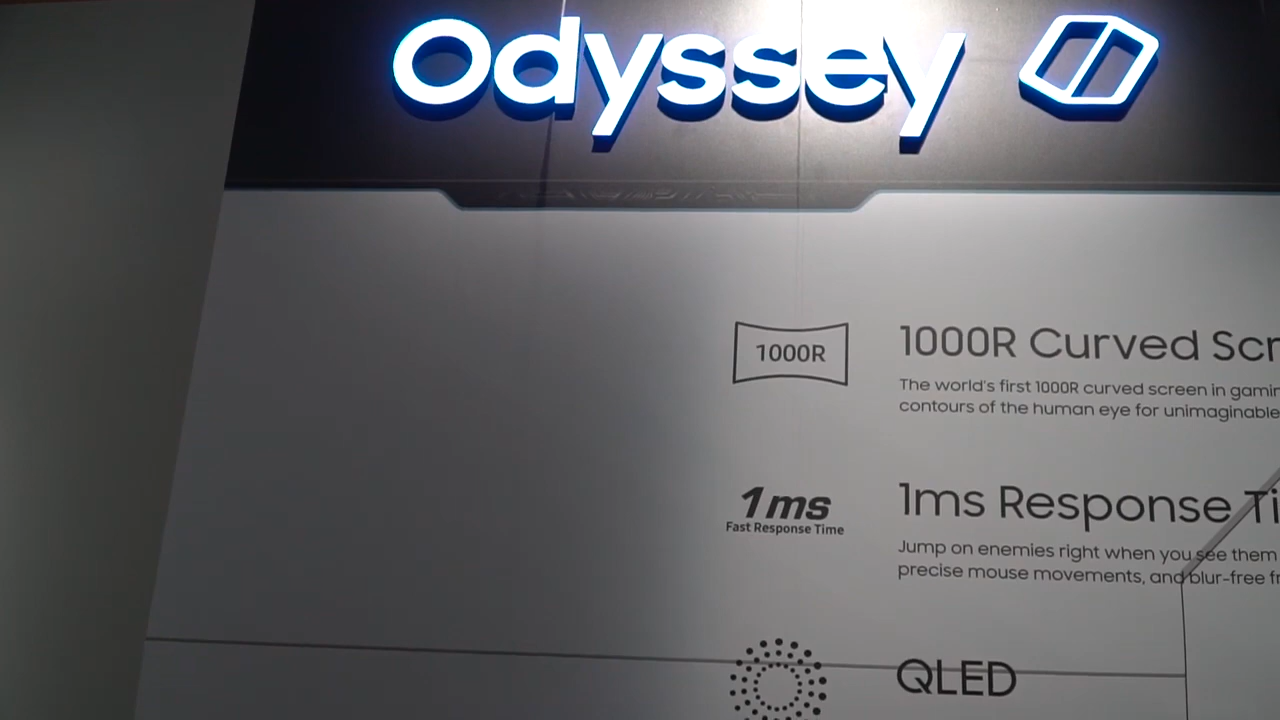 Odyssey
1000R
1000R Curved Scr
The world's first 1000R curved screen in gamin
contours of the human eye for unimaginable
1ms
Fast Response Time
1ms Response Ti
Jump on enemies right when you see them
precise mouse movements, and blur-free fr
QLED